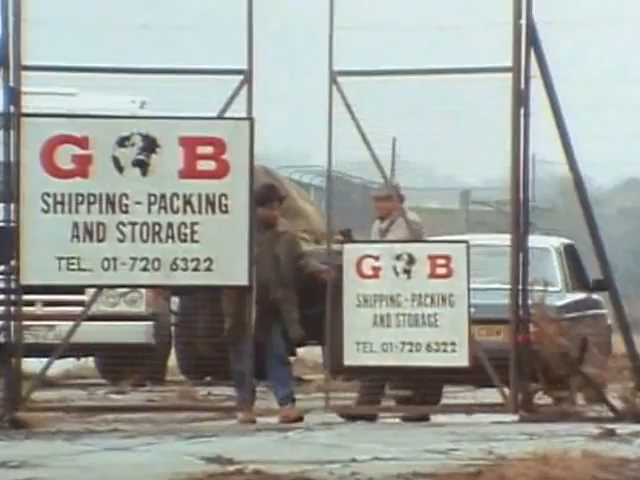 G B
SHIPPING-PACKING
AND STORAGE
TEL. 01-720 6322
G B
SHIPPING-PACKING
AND STORAGE
TEL. 01-720 6322